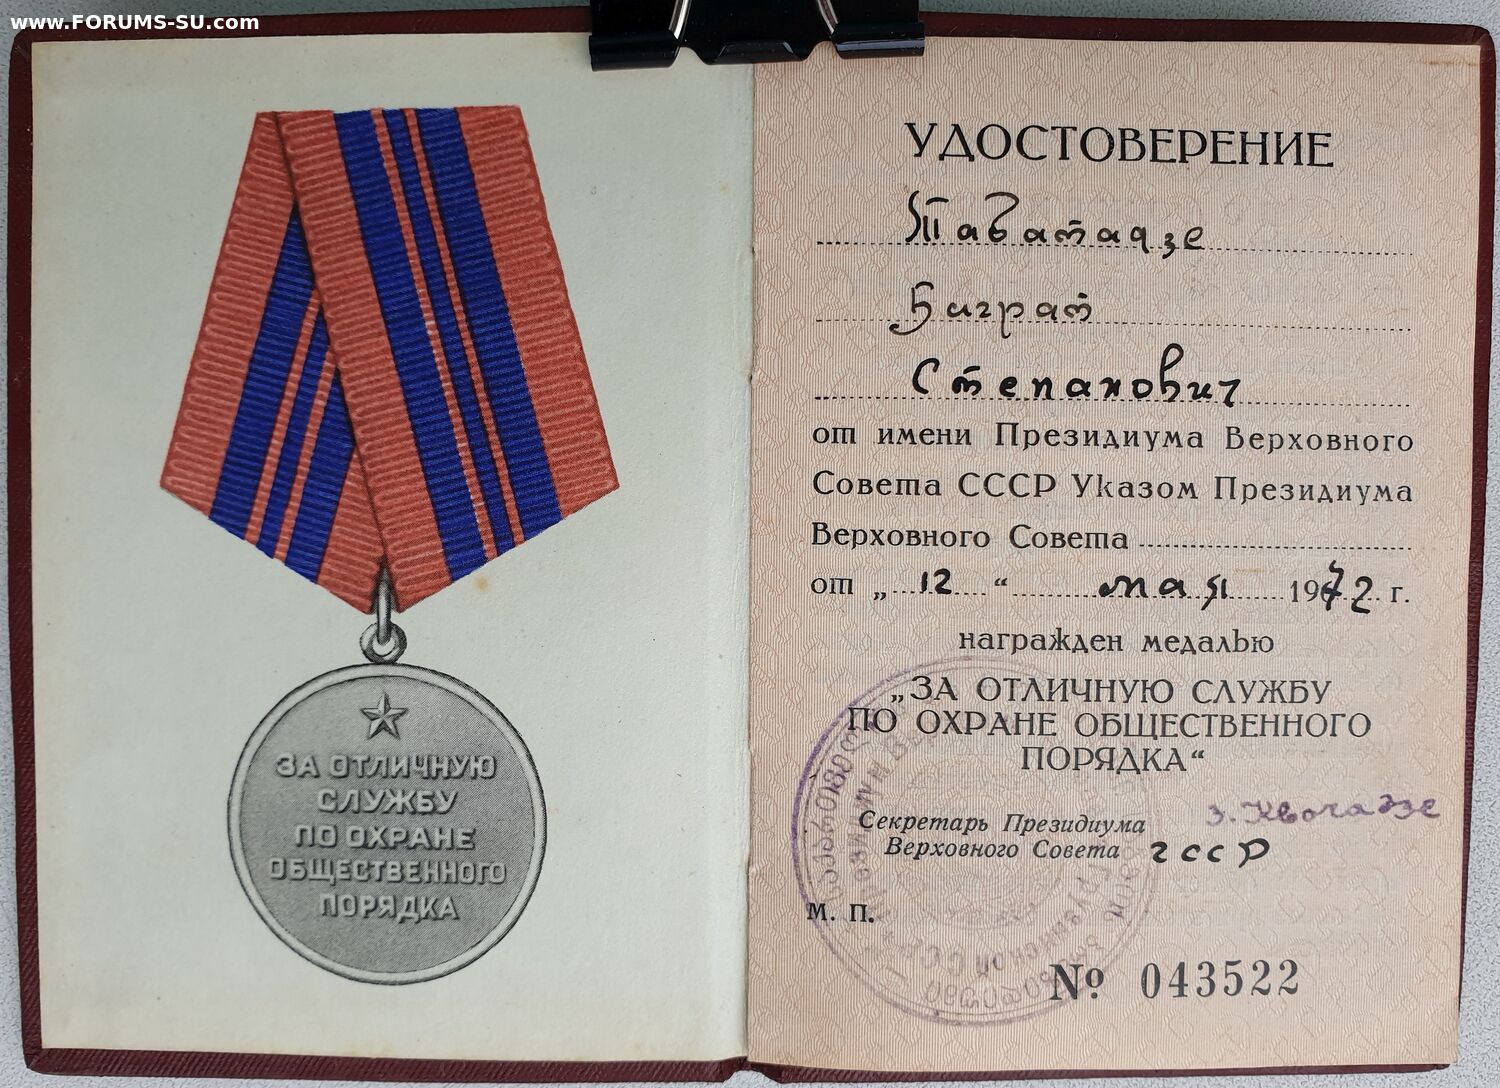 www.FORUMS-SU.com
ЗА ОТЛИЧНУЮ
СЛУЖБУ
ПО ОХРАНЕ
ОБЩЕСТВЕННОГО
ПОРЯДКА
УДОСТОВЕРЕНИЕ
Таватадзе
Баграт
Степанович
от имени Президиума Верховного
Совета СССР Указом Президиума
Верховного Совета
от „ 12 “ мая 1972 г.
награжден медалью
„ЗА ОТЛИЧНУЮ СЛУЖБУ
ПО ОХРАНЕ ОБЩЕСТВЕННОГО
ПОРЯДКА“
Секретарь Президиума
Верховного Совета ГССР
З. Квачадзе
М. П.
№ 043522